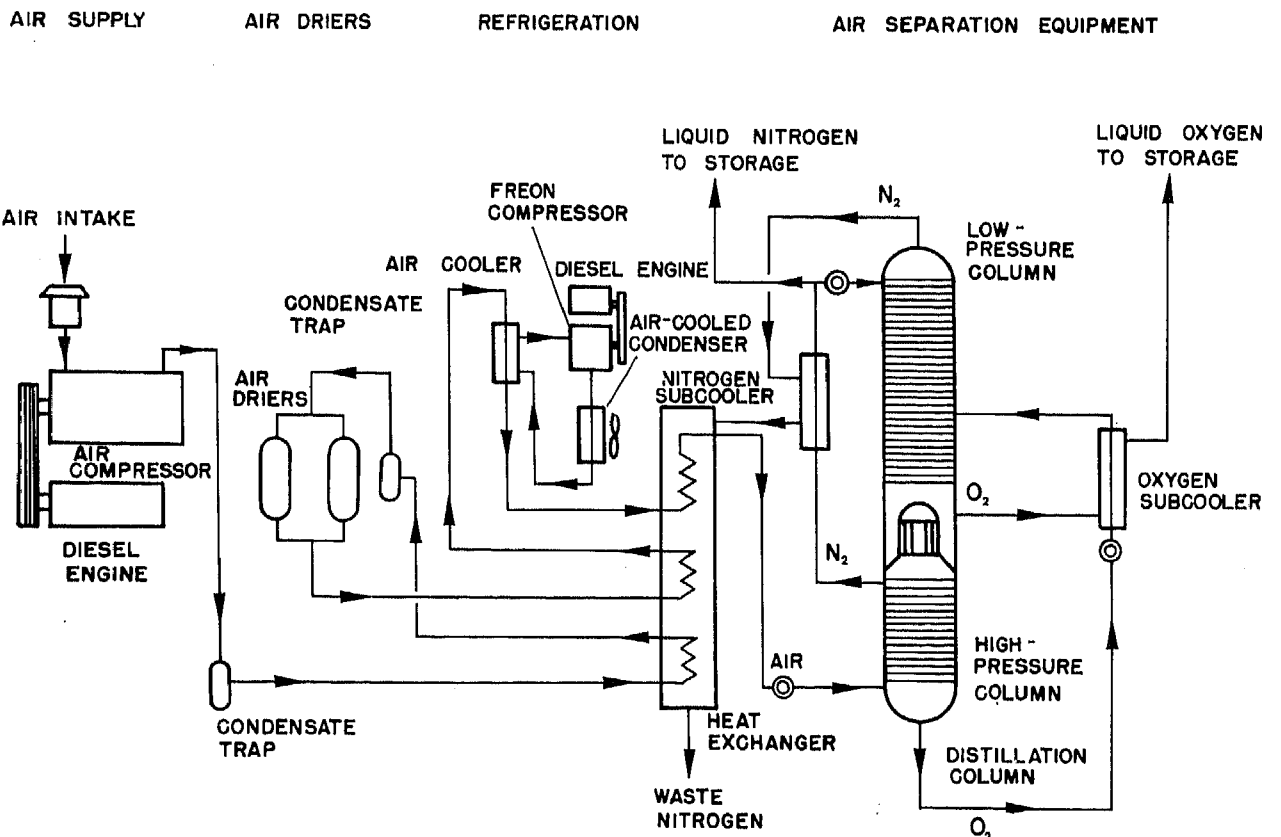 AIR SUPPLY
AIR DRIERS
REFRIGERATION
AIR SEPARATION EQUIPMENT
LIQUID NITROGEN
TO STORAGE
LIQUID OXYGEN
TO STORAGE
FREON
COMPRESSOR
N₂
AIR INTAKE
LOW-
PRESSURE
COLUMN
AIR COOLER
DIESEL ENGINE
CONDENSATE
TRAP
AIR-COOLED
CONDENSER
AIR
DRIERS
NITROGEN
SUBCOOLER
AIR
COMPRESSOR
OXYGEN
SUBCOOLER
O₂
DIESEL
ENGINE
N₂
HIGH-
PRESSURE
COLUMN
AIR
CONDENSATE
TRAP
HEAT
EXCHANGER
DISTILLATION
COLUMN
WASTE
NITROGEN
O₂